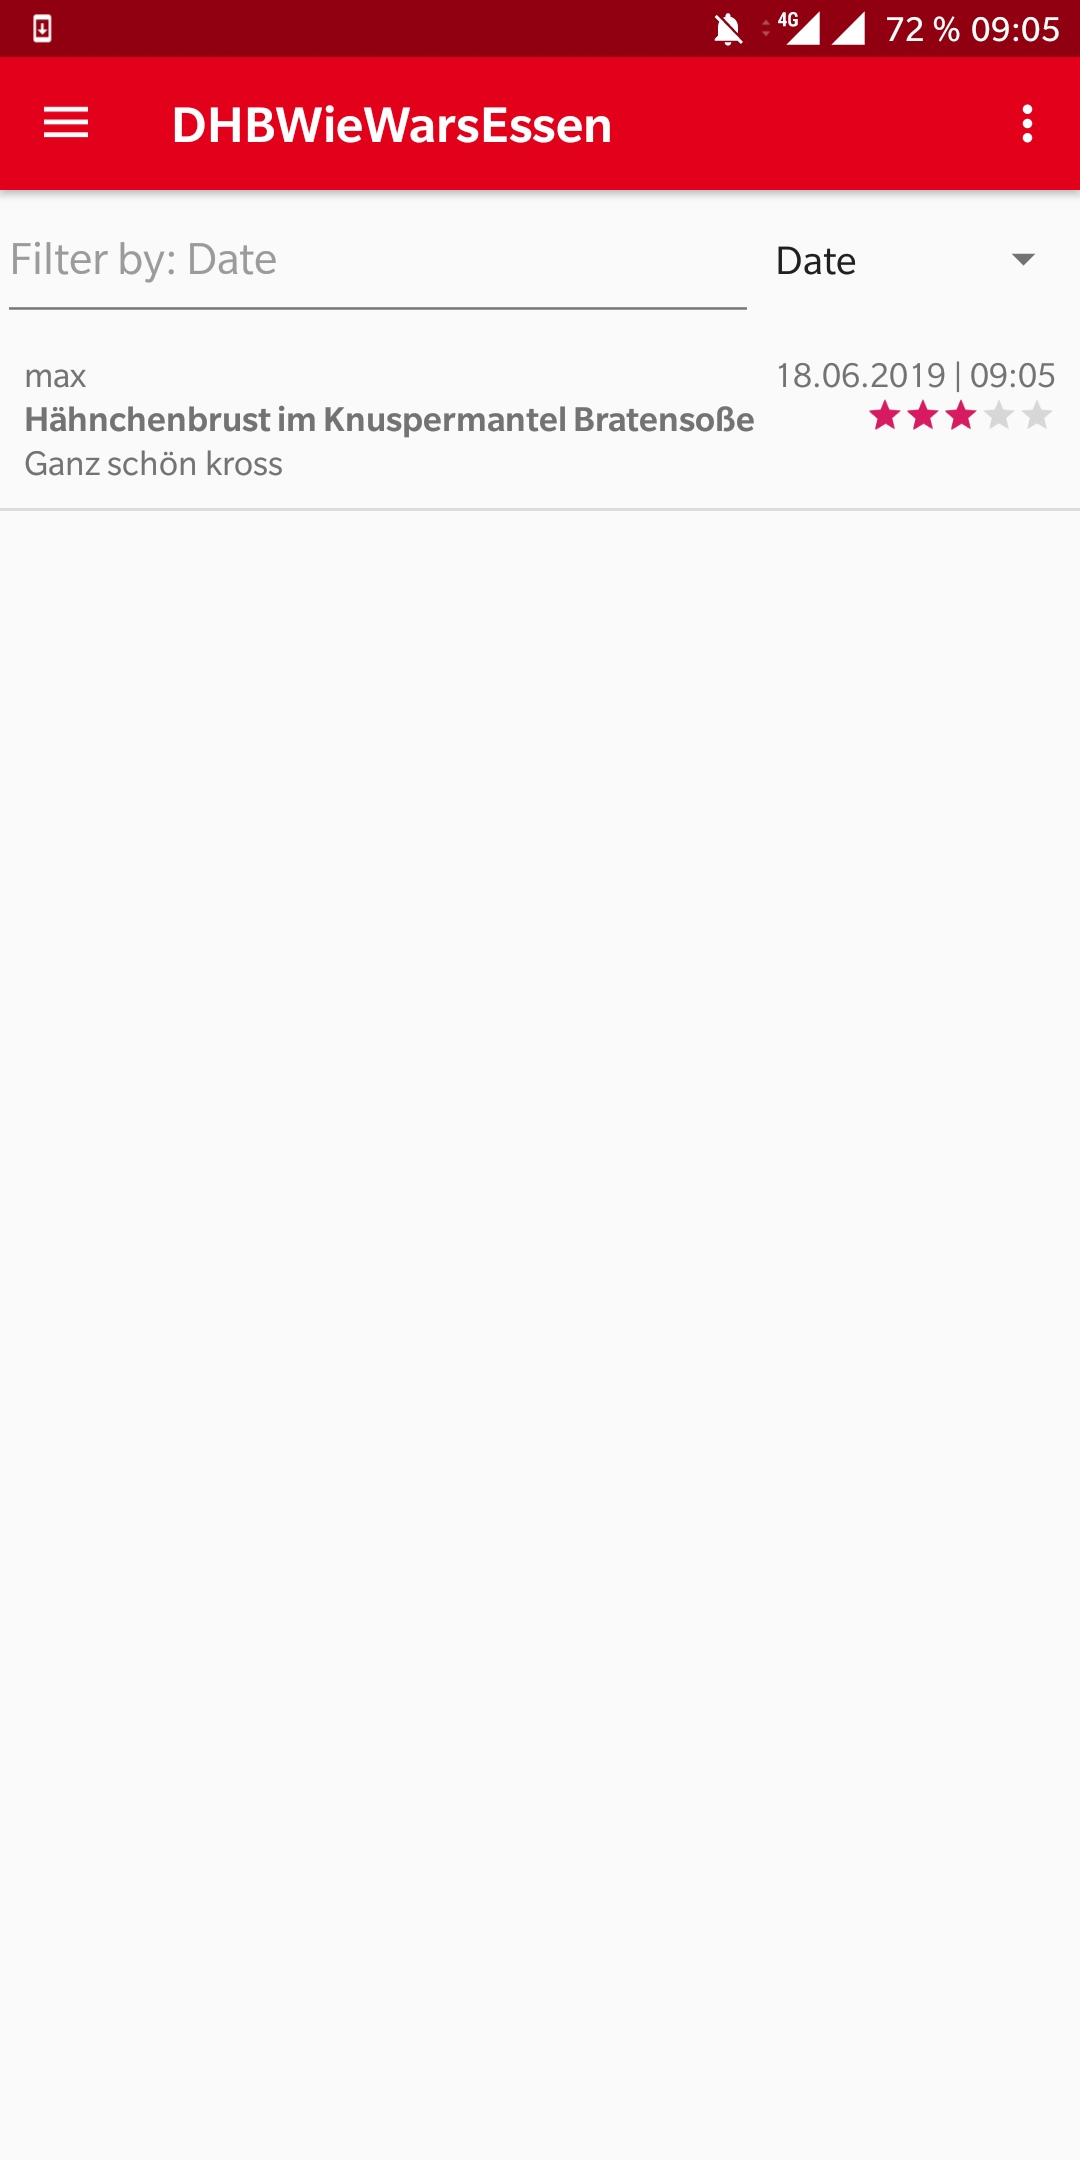 4G 72 % 09:05
DHBWieWarsEssen
Filter by: Date Date
max 18.06.2019 | 09:05
Hähnchenbrust im Knuspermantel Bratensoße
Ganz schön kross